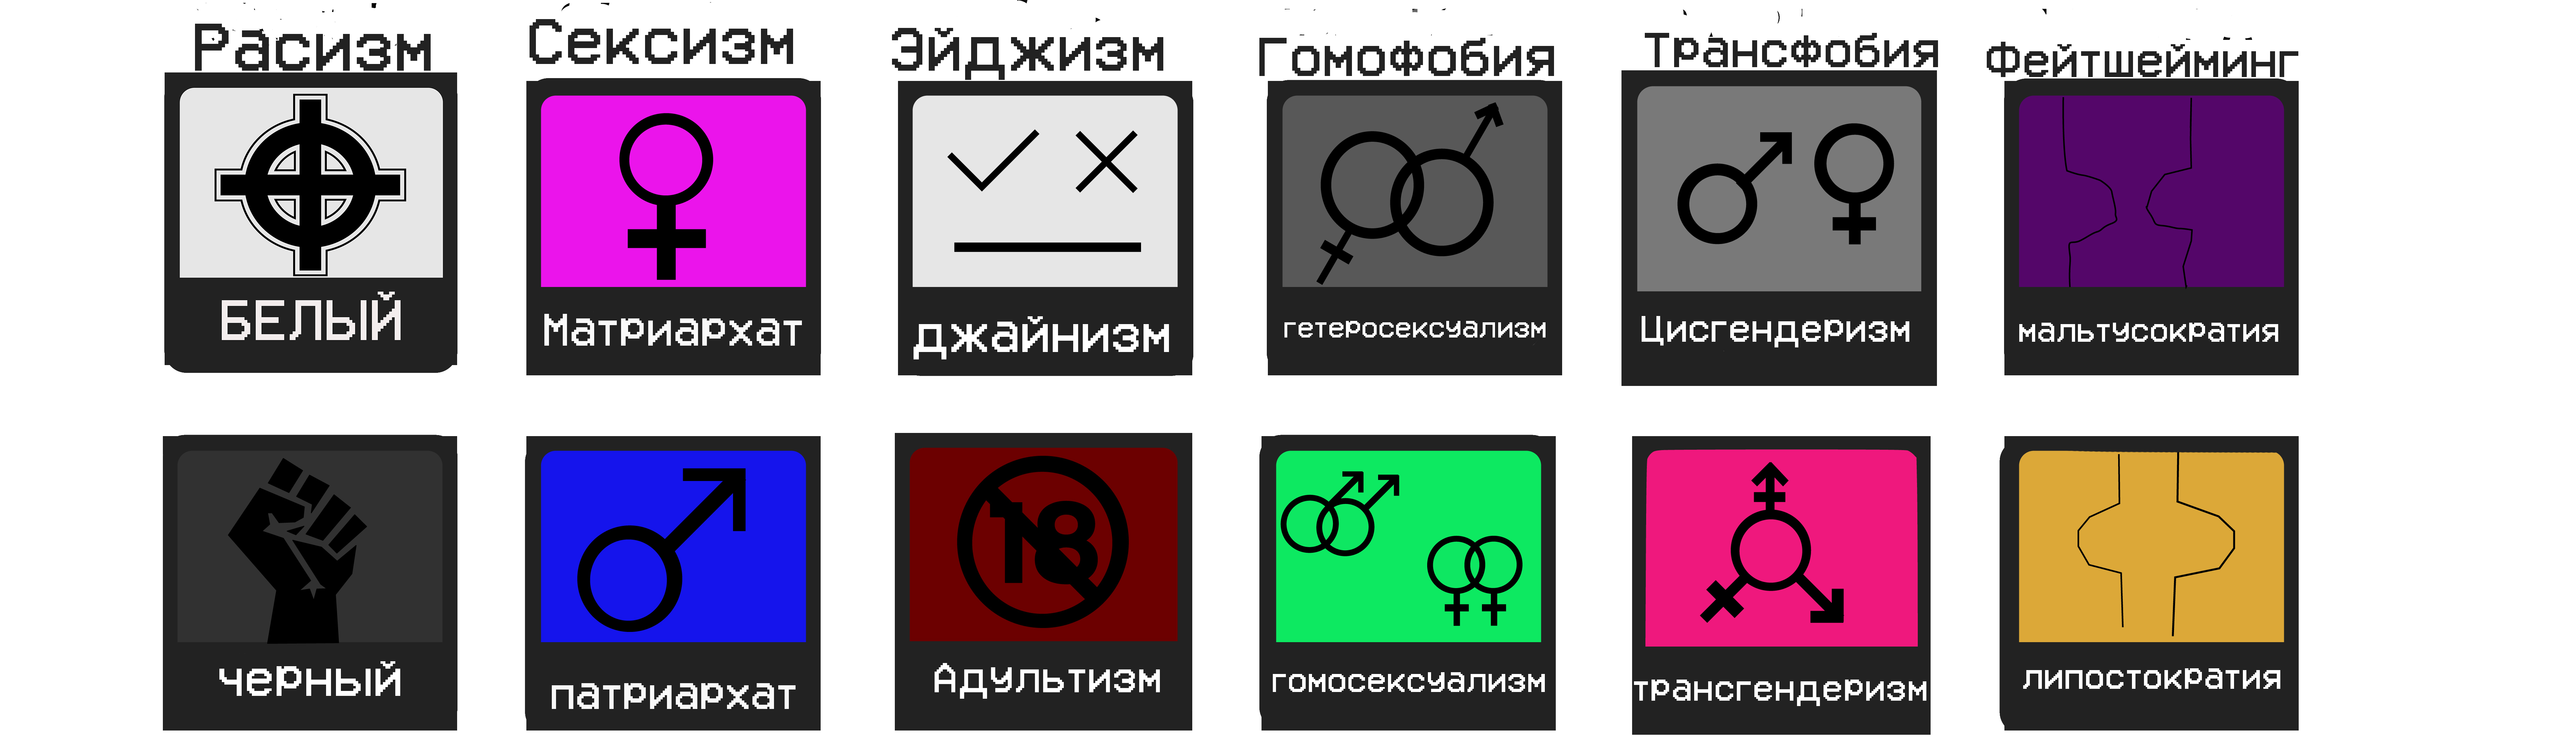 Расизм Сексизм Эйджизм Гомофобия Трансфобия Фейтшейминг
БЕЛЫЙ Матриархат джайнизм гетеросексуализм Цисгендеризм мальтусократия
18
черный патриархат Адультизм гомосексуализм трансгендеризм липостократия